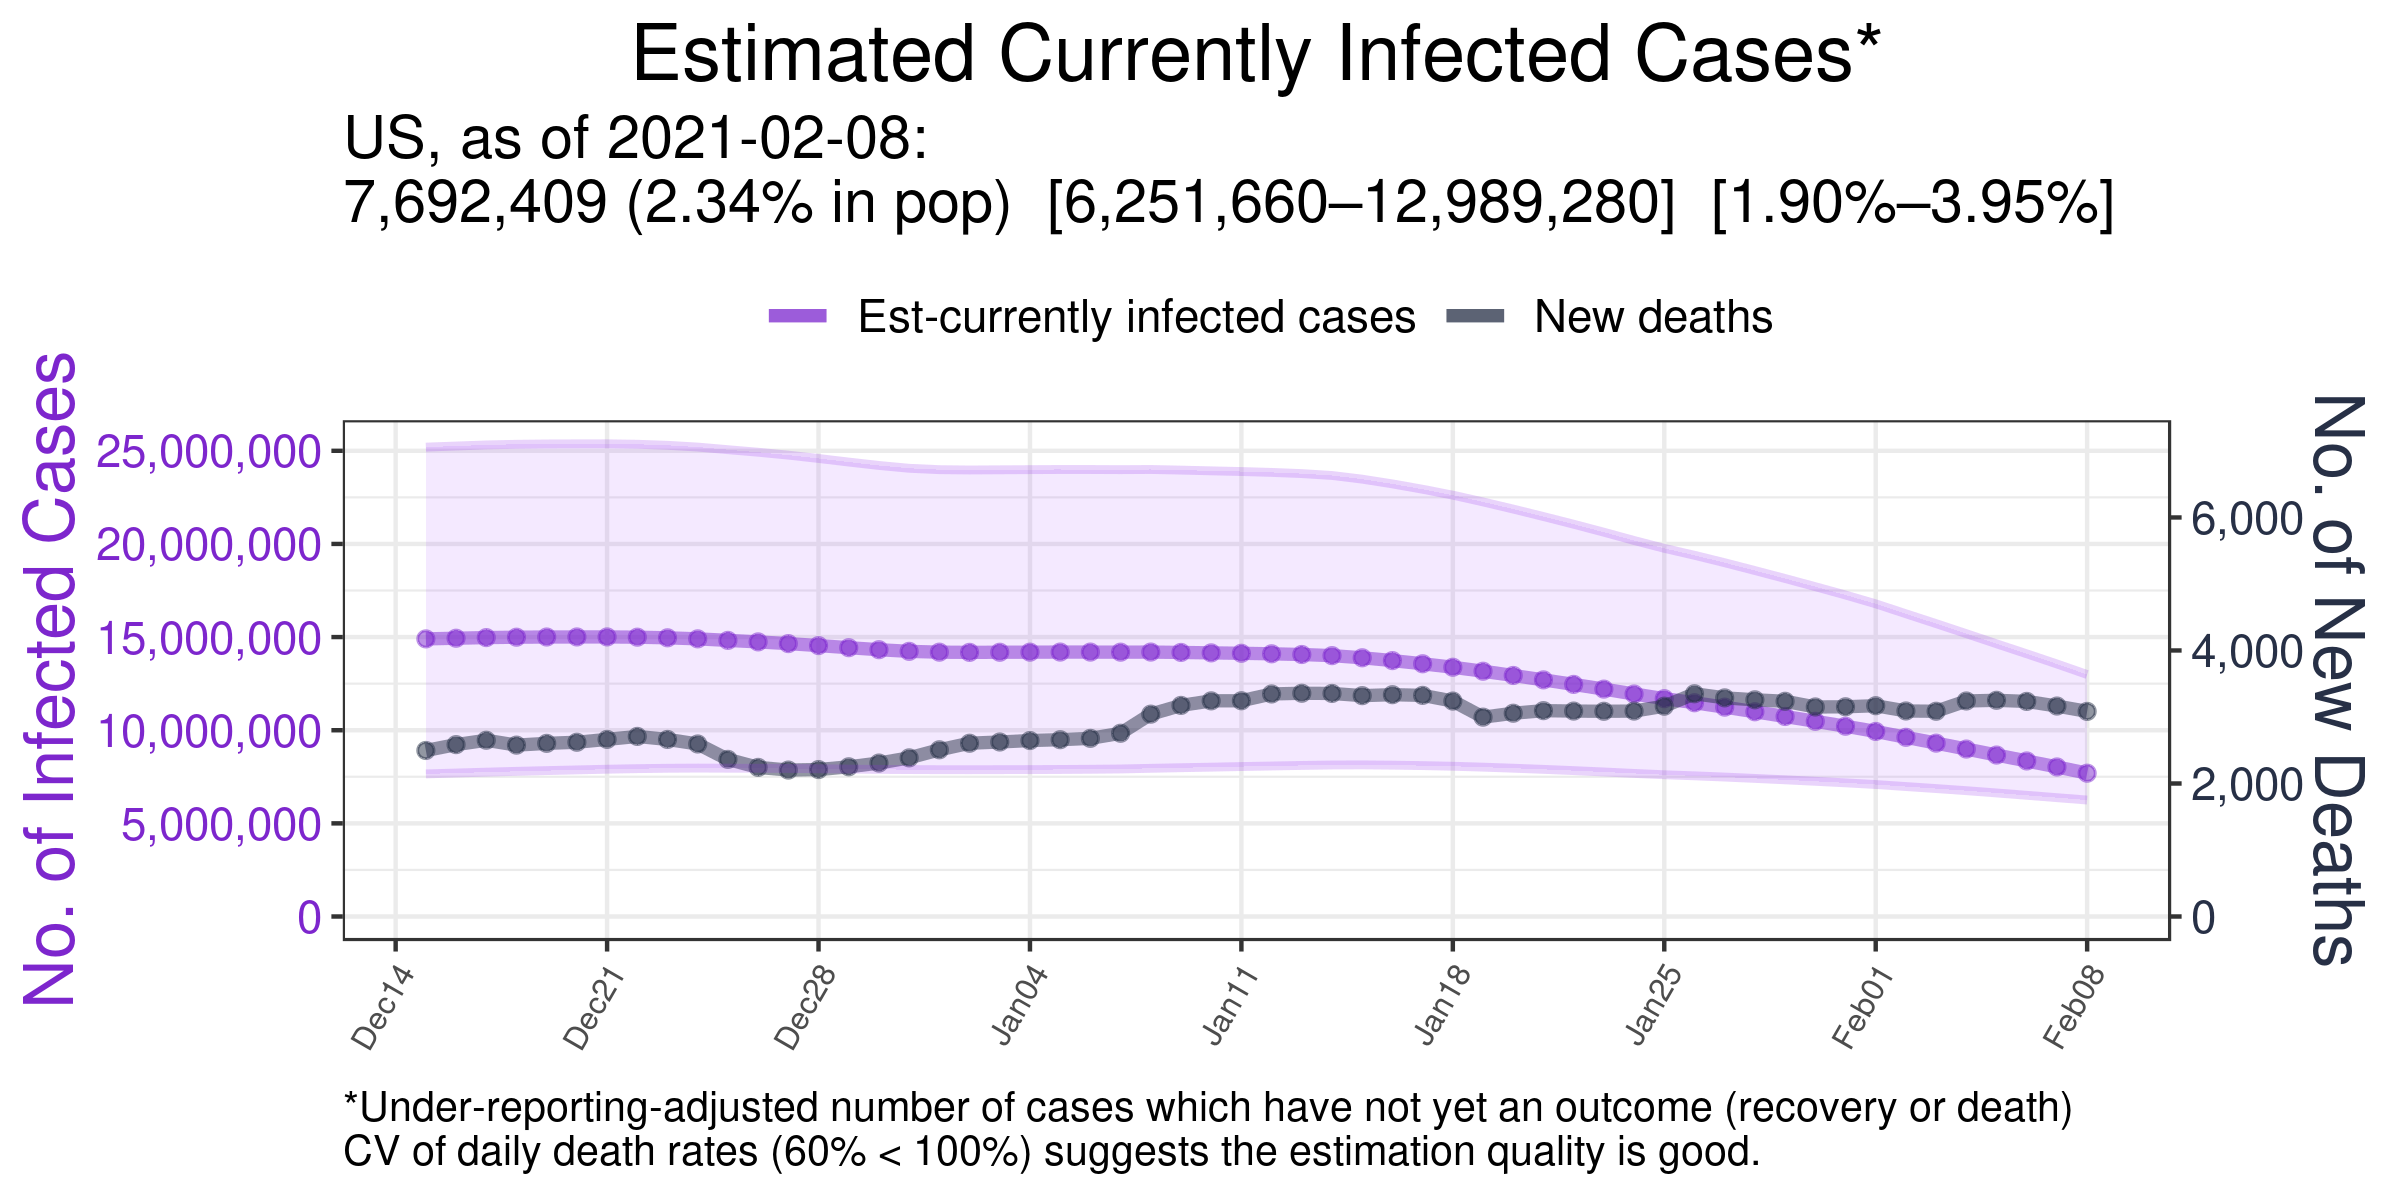 Estimated Currently Infected Cases*
US, as of 2021-02-08:
7,692,409 (2.34% in pop) [6,251,660–12,989,280] [1.90%–3.95%]
Est-currently infected cases
New deaths
No. of Infected Cases
25,000,000
20,000,000
15,000,000
10,000,000
5,000,000
0
6,000
4,000
2,000
0
No. of New Deaths
Dec14
Dec21
Dec28
Jan04
Jan11
Jan18
Jan25
Feb01
Feb08
*Under-reporting-adjusted number of cases which have not yet an outcome (recovery or death)
CV of daily death rates (60% < 100%) suggests the estimation quality is good.